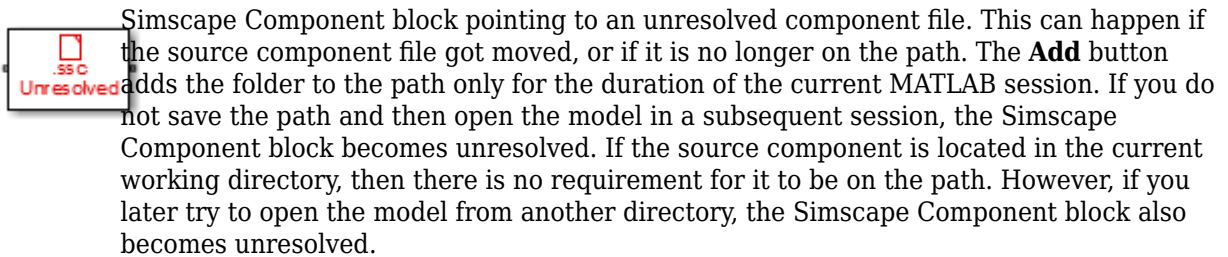 Simscape Component block pointing to an unresolved component file. This can happen if
the source component file got moved, or if it is no longer on the path. The Add button
adds the folder to the path only for the duration of the current MATLAB session. If you do
not save the path and then open the model in a subsequent session, the Simscape
Component block becomes unresolved. If the source component is located in the current
working directory, then there is no requirement for it to be on the path. However, if you
later try to open the model from another directory, the Simscape Component block also
becomes unresolved.
.ssc
Unresolved